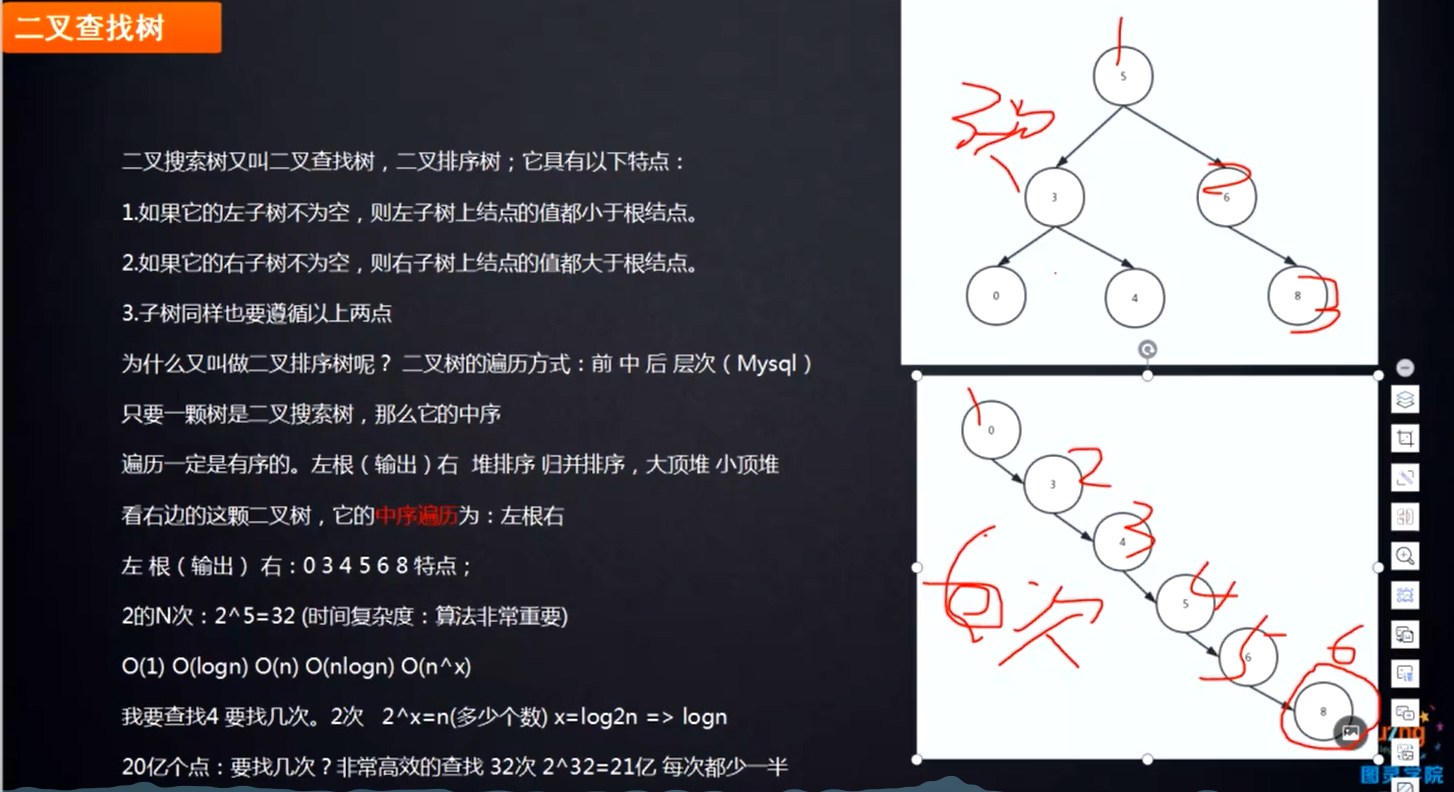 二叉查找树
二叉搜索树又叫二叉查找树，二叉排序树；它具有以下特点：
1.如果它的左子树不为空，则左子树上结点的值都小于根结点。
2.如果它的右子树不为空，则右子树上结点的值都大于根结点。
3.子树同样也要遵循以上两点
为什么又叫做二叉排序树呢？ 二叉树的遍历方式：前 中 后 层次（Mysql）
只要一颗树是二叉搜索树，那么它的中序
遍历一定是有序的。左根（输出）右 堆排序 归并排序，大顶堆 小顶堆
看右边的这颗二叉树，它的中序遍历为：左根右
左 根（输出） 右：0 3 4 5 6 8 特点；
2的N次：2^5=32 (时间复杂度：算法非常重要)
O(1) O(logn) O(n) O(nlogn) O(n^x)
我要查找4 要找几次。2次 2^x=n(多少个数) x=log2n => logn
20亿个点：要找几次？非常高效的查找 32次 2^32=21亿 每次都少一半
1
5
3次
3
2
6
0
4
8
3
1
0
3
2
4
3
5
4
6
5
6
8
6次
图灵学院